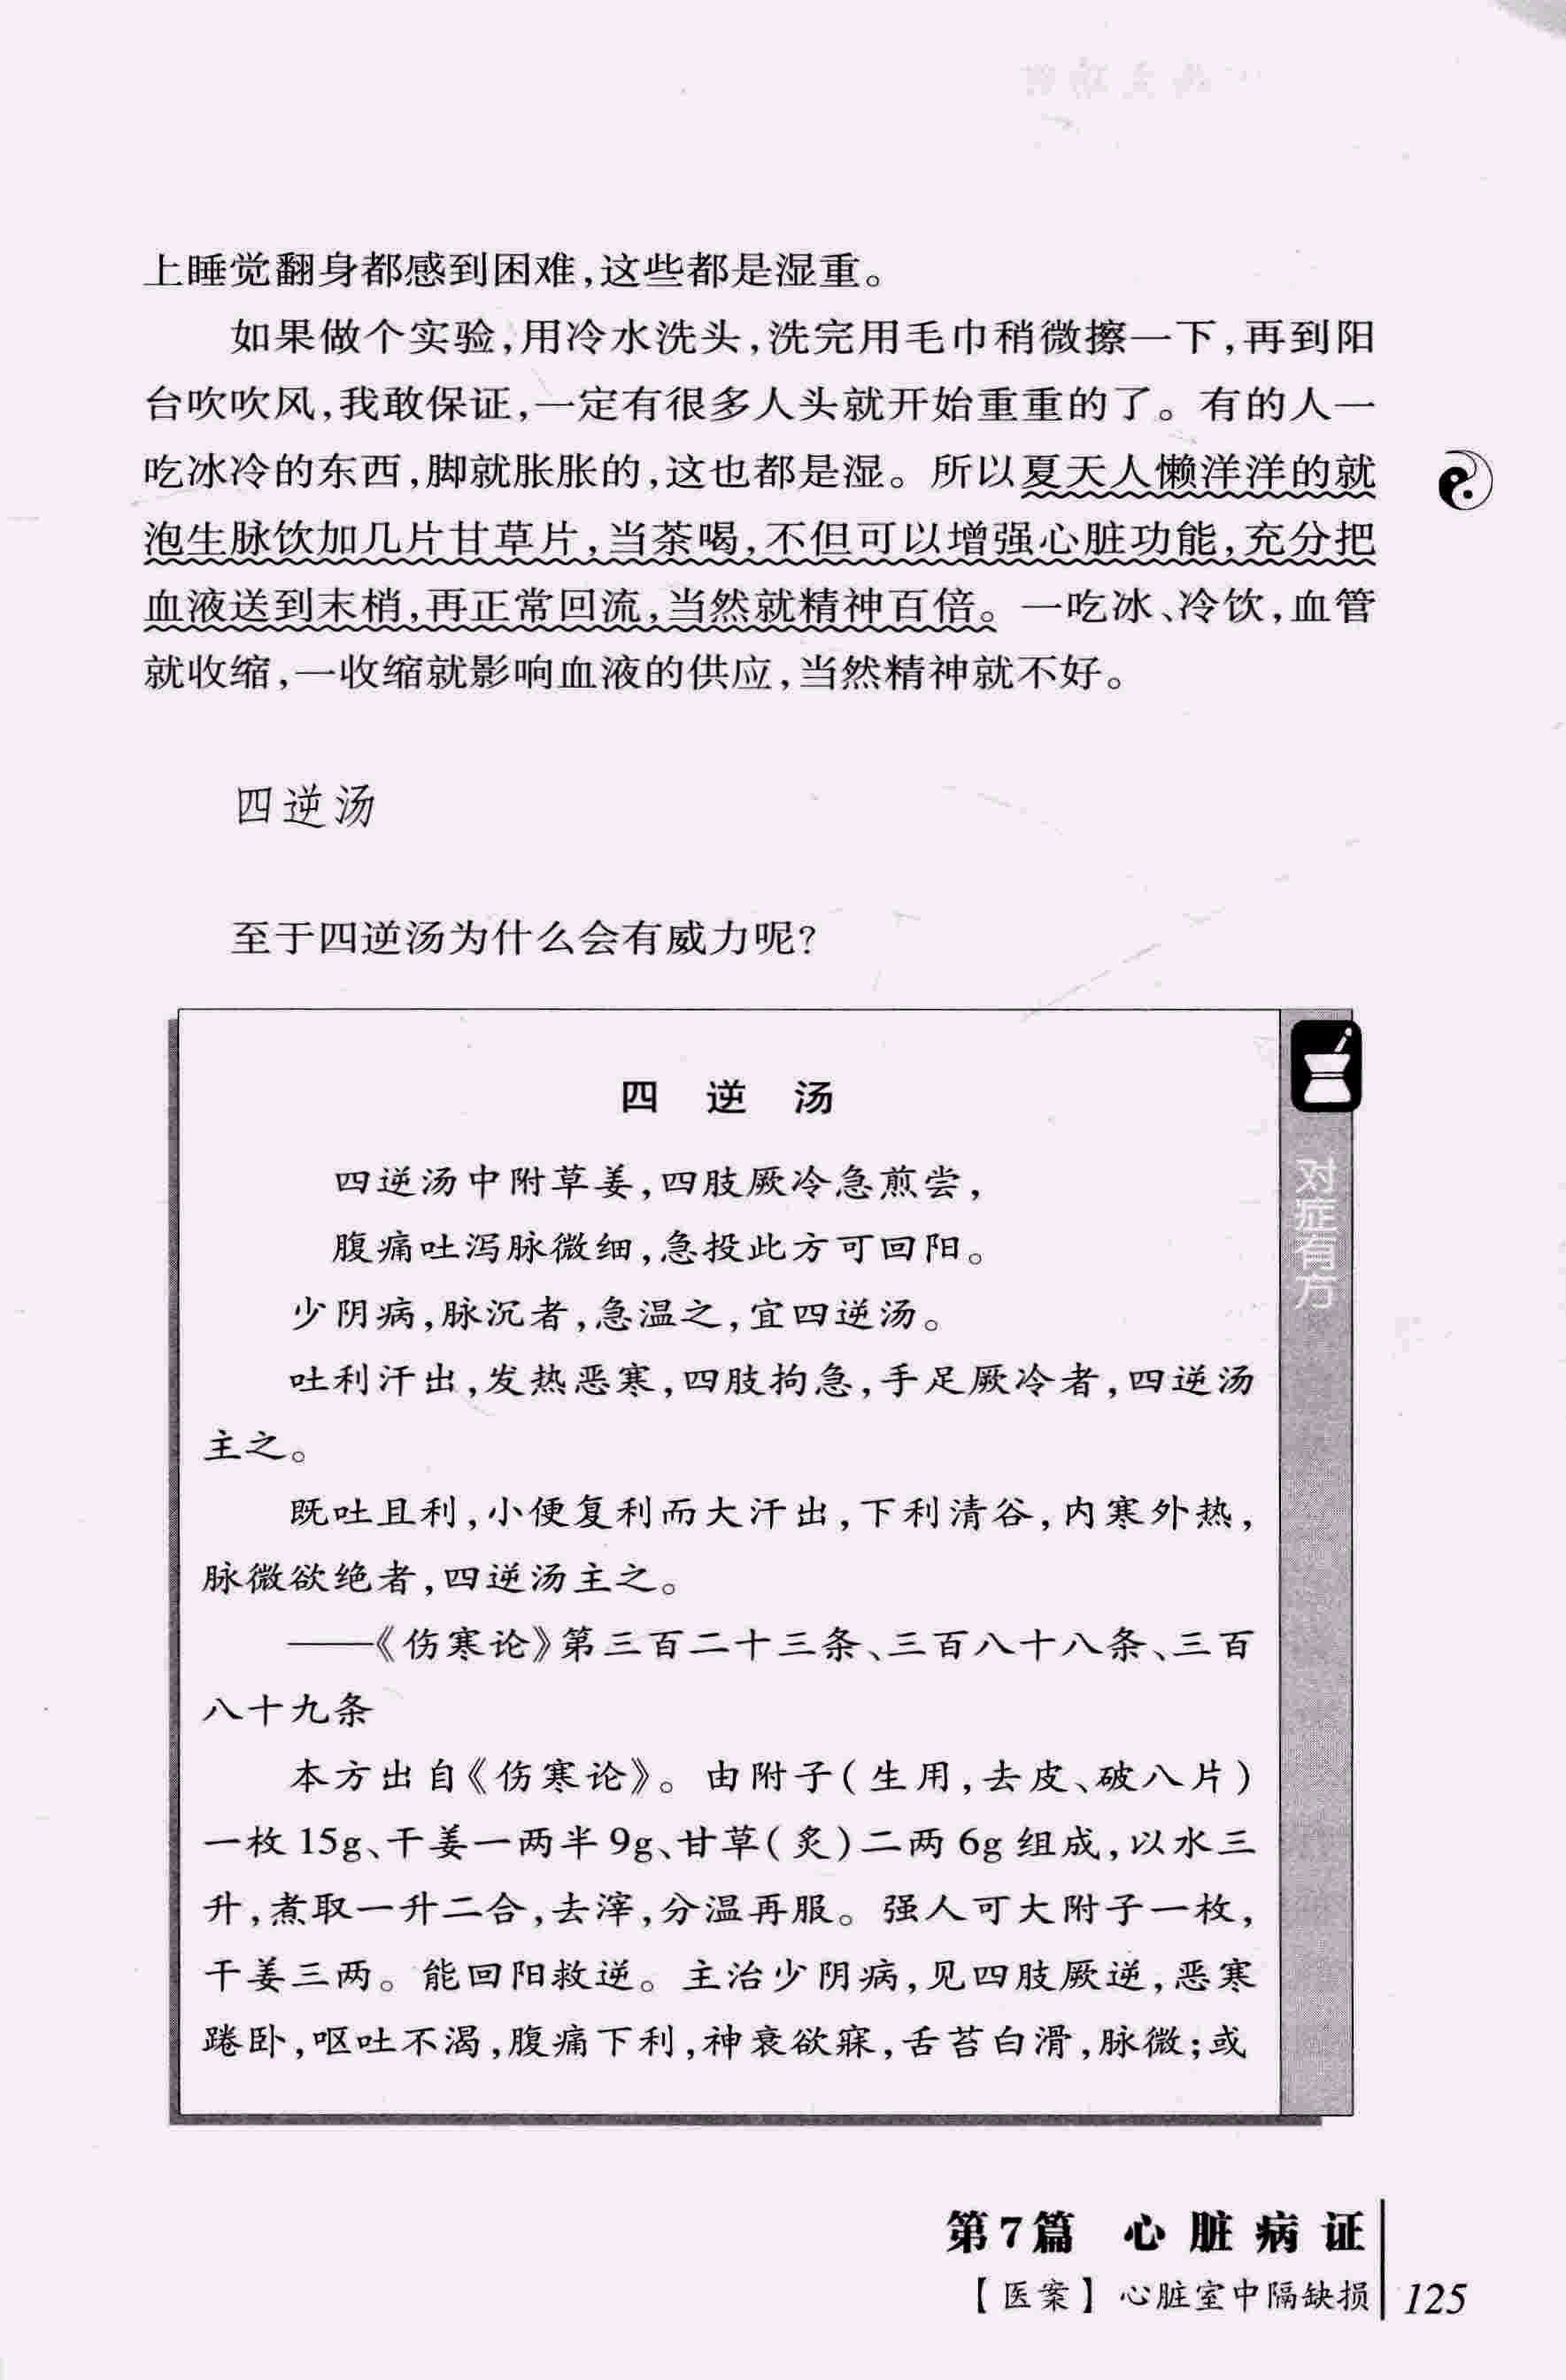 上睡觉翻身都感到困难,这些都是湿重。
如果做个实验,用冷水洗头,洗完用毛巾稍微擦一下,再到阳
台吹吹风,我敢保证,一定有很多人头就开始重重的了。有的人一
吃冰冷的东西,脚就胀胀的,这也都是湿。所以夏天人懒洋洋的就
泡生脉饮加几片甘草片,当茶喝,不但可以增强心脏功能,充分把
血液送到末梢,再正常回流,当然就精神百倍。一吃冰、冷饮,血管
就收缩,一收缩就影响血液的供应,当然精神就不好。
四逆汤
至于四逆汤为什么会有威力呢?
四 逆 汤
四逆汤中附草姜,四肢厥冷急煎尝,
腹痛吐泻脉微细,急投此方可回阳。
少阴病,脉沉者,急温之,宜四逆汤。
吐利汗出,发热恶寒,四肢拘急,手足厥冷者,四逆汤
主之。
既吐且利,小便复利而大汗出,下利清谷,内寒外热,
脉微欲绝者,四逆汤主之。
——《伤寒论》第三百二十三条、三百八十八条、三百
八十九条
本方出自《伤寒论》。由附子(生用,去皮、破八片)
一枚 15g、干姜一两半 9g、甘草(炙)二两 6g 组成,以水三
升,煮取一升二合,去滓,分温再服。强人可大附子一枚,
干姜三两。能回阳救逆。主治少阴病,见四肢厥逆,恶寒
踡卧,呕吐不渴,腹痛下利,神衰欲寐,舌苔白滑,脉微;或
对症有方
第7篇 心脏病证
【医案】心脏室中隔缺损 125